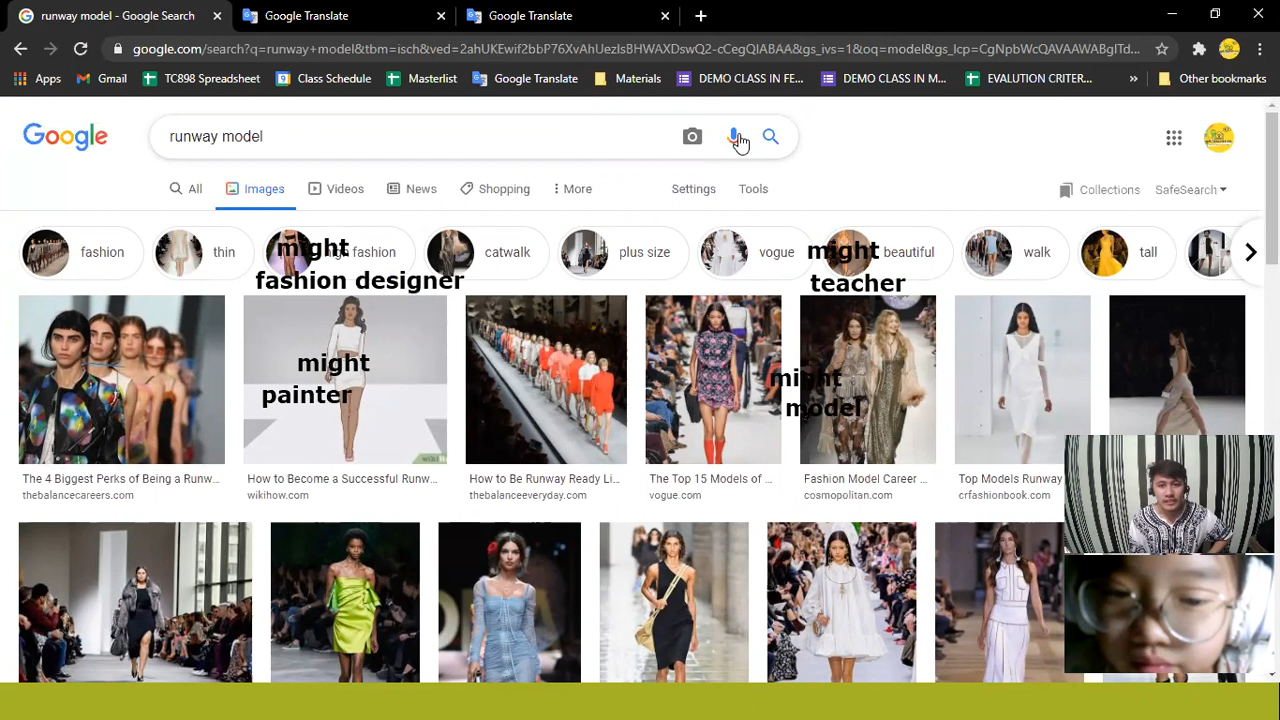 runway model - Google Search
Google Translate
Google Translate
google.com/search?q=runway+model&tbm=isch&ved=2ahUKEwif2bbP76XvAhUezIsBHWAXDswQ2-cCegQIABAA&gs_ivs=1&oq=model&gs_lcp=CgNpbWcQAVAAWABgITd...
Apps
Gmail
TC898 Spreadsheet
Class Schedule
Masterlist
Google Translate
Materials
DEMO CLASS IN FE...
DEMO CLASS IN M...
EVALUTION CRITER...
»
Other bookmarks
Google
runway model
All
Images
Videos
News
Shopping
More
Settings
Tools
Collections
SafeSearch
fashion
thin
fashion
catwalk
plus size
vogue
beautiful
walk
tall
might
fashion designer
might
teacher
might
painter
might
model
The 4 Biggest Perks of Being a Runw...
thebalancecareers.com
How to Become a Successful Runw...
wikihow.com
How to Be Runway Ready Li...
thebalanceeveryday.com
The Top 15 Models of ...
vogue.com
Fashion Model Career ...
cosmopolitan.com
Top Models Runway
crfashionbook.com